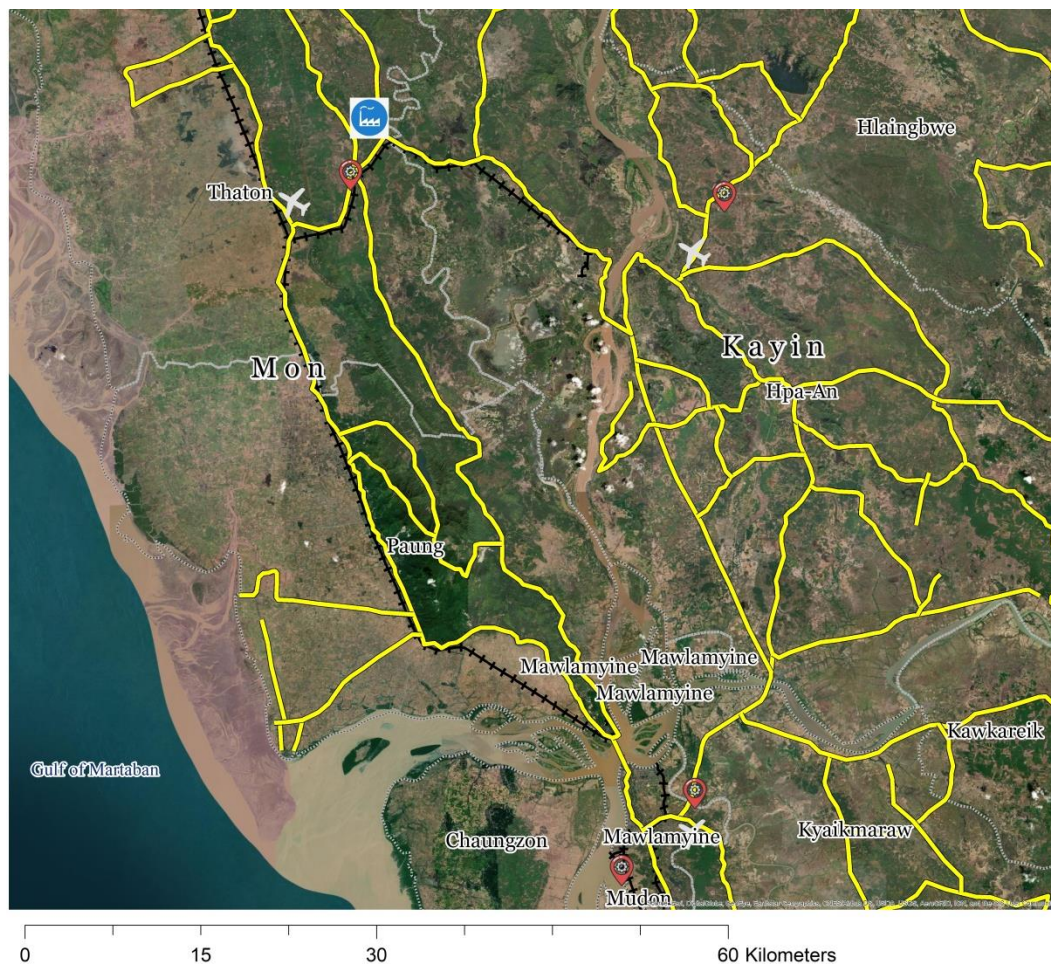 Hlaingbwe
Thaton
Mon
Kayin
Hpa-An
Paung
Mawlamyine
Mawlamyine
Mawlamyine
Kawkareik
Gulf of Martaban
Chaungzon
Mawlamyine
Kyaikmaraw
Mudon
0 15 30 60 Kilometers